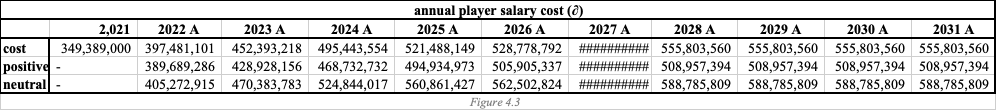 annual player salary cost (∂)
2,021 2022 A 2023 A 2024 A 2025 A 2026 A 2027 A 2028 A 2029 A 2030 A 2031 A
cost 349,389,000 397,481,101 452,393,218 495,443,554 521,488,149 528,778,792 ########## 555,803,560 555,803,560 555,803,560 555,803,560
positive - 389,689,286 428,928,156 468,732,732 494,934,973 505,905,337 ########## 508,957,394 508,957,394 508,957,394 508,957,394
neutral - 405,272,915 470,383,783 524,844,017 560,861,427 562,502,824 ########## 588,785,809 588,785,809 588,785,809 588,785,809
Figure 4.3